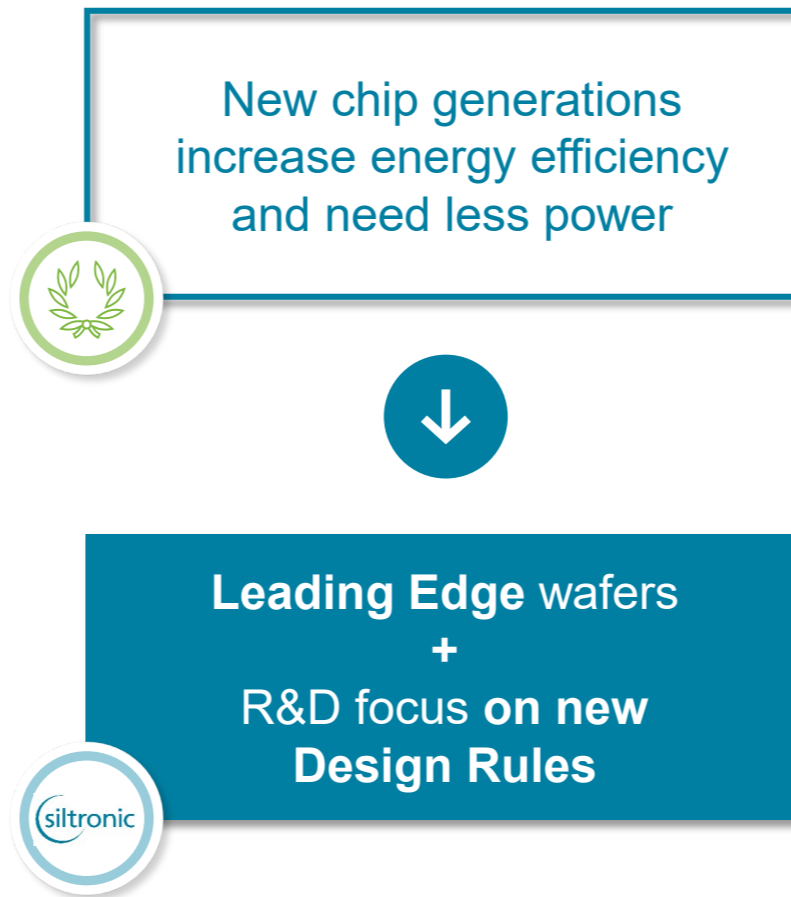 New chip generations
increase energy efficiency
and need less power
Leading Edge wafers
+
R&D focus on new
Design Rules
siltronic